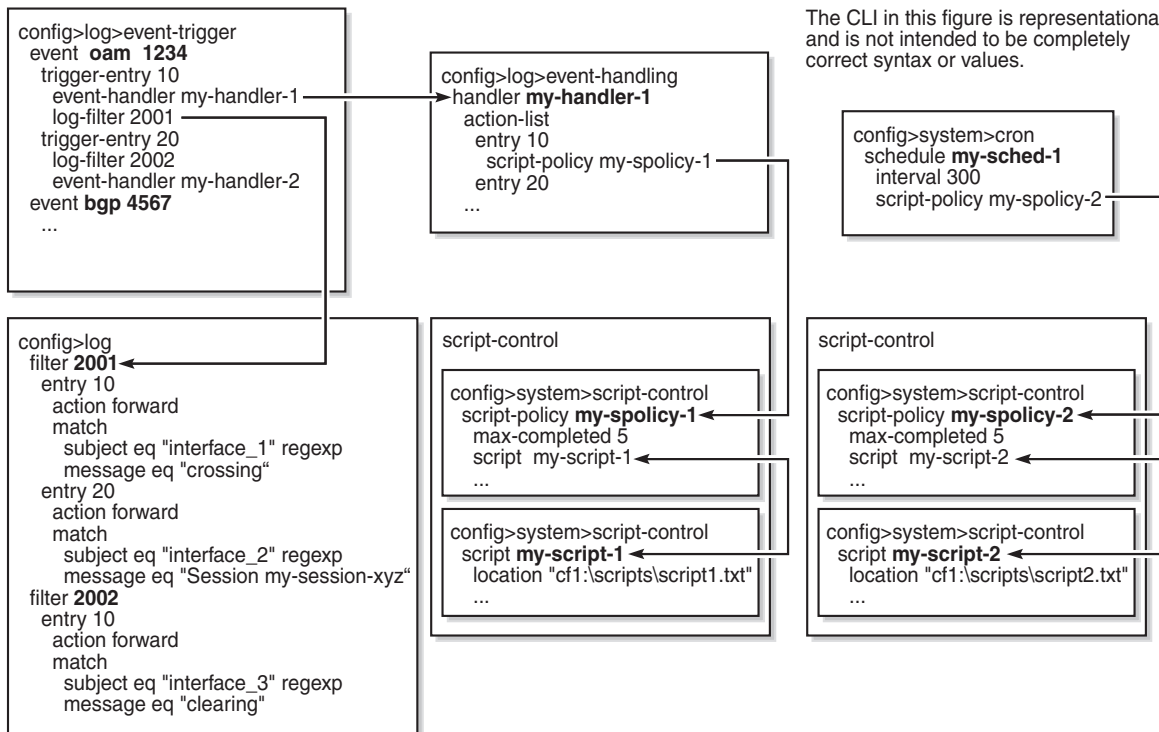 config>log>event-trigger
event oam 1234
trigger-entry 10
event-handler my-handler-1
log-filter 2001
trigger-entry 20
log-filter 2002
event-handler my-handler-2
event bgp 4567
...
config>log>event-handling
handler my-handler-1
action-list
entry 10
script-policy my-spolicy-1
entry 20
...
The CLI in this figure is representationa
and is not intended to be completely
correct syntax or values.
config>system>cron
schedule my-sched-1
interval 300
script-policy my-spolicy-2
config>log
filter 2001
entry 10
action forward
match
subject eq "interface_1" regexp
message eq "crossing“
entry 20
action forward
match
subject eq "interface_2" regexp
message eq "Session my-session-xyz“
filter 2002
entry 10
action forward
match
subject eq "interface_3" regexp
message eq "clearing"
script-control
config>system>script-control
script-policy my-spolicy-1
max-completed 5
script my-script-1
...
config>system>script-control
script my-script-1
location "cf1:\scripts\script1.txt"
...
script-control
config>system>script-control
script-policy my-spolicy-2
max-completed 5
script my-script-2
...
config>system>script-control
script my-script-2
location "cf1:\scripts\script2.txt"
...